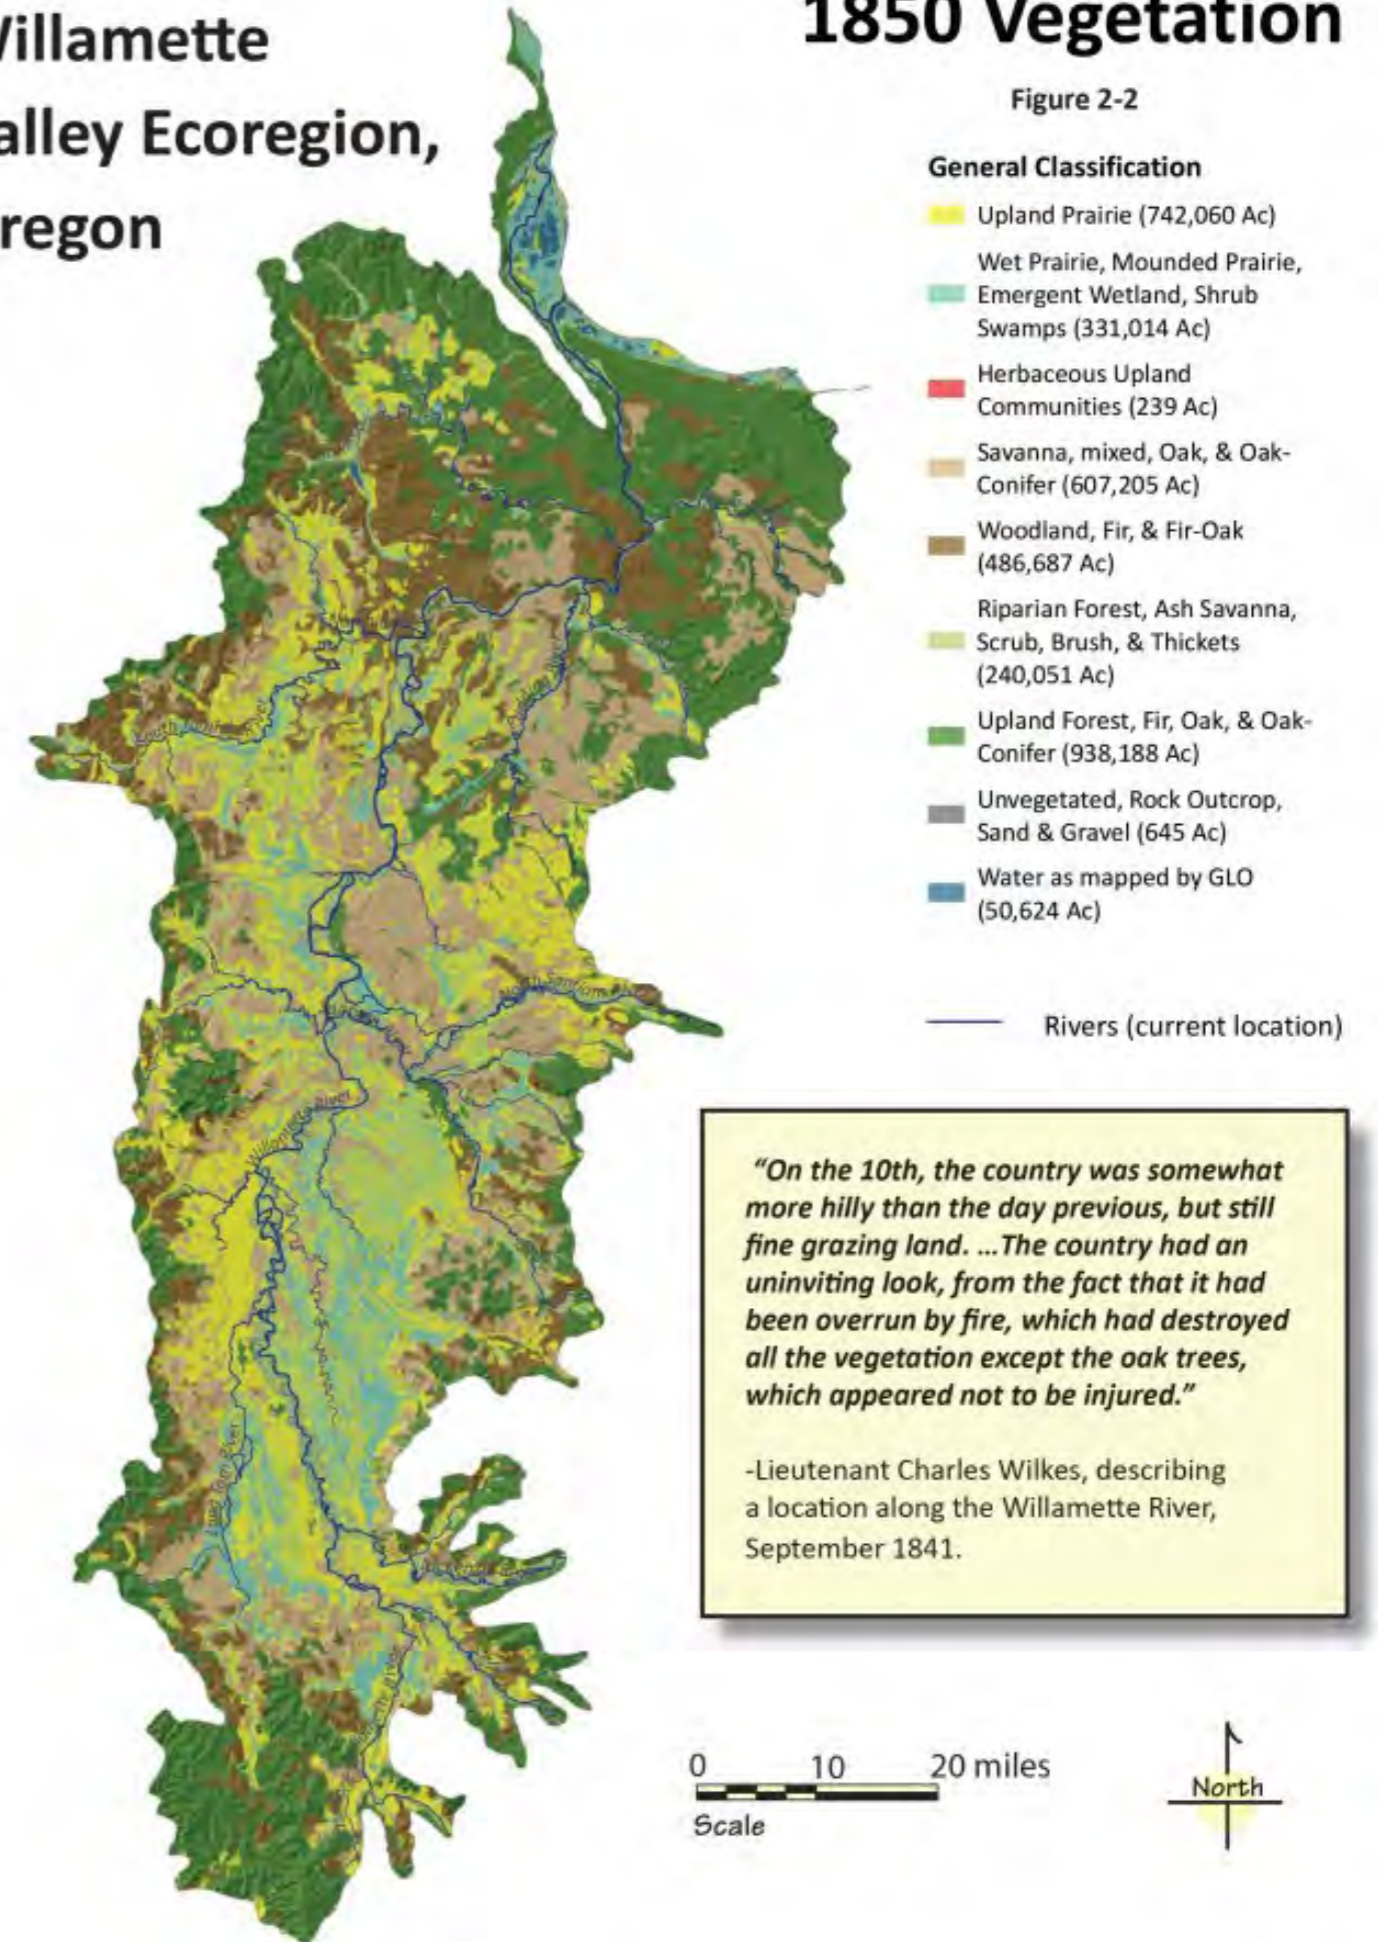 illamette
alley Ecoregion,
regon
1850 Vegetation
Figure 2-2
General Classification
Upland Prairie (742,060 Ac)
Wet Prairie, Mounded Prairie,
Emergent Wetland, Shrub
Swamps (331,014 Ac)
Herbaceous Upland
Communities (239 Ac)
Savanna, mixed, Oak, & Oak-
Conifer (607,205 Ac)
Woodland, Fir, & Fir-Oak
(486,687 Ac)
Riparian Forest, Ash Savanna,
Scrub, Brush, & Thickets
(240,051 Ac)
Upland Forest, Fir, Oak, & Oak-
Conifer (938,188 Ac)
Unvegetated, Rock Outcrop,
Sand & Gravel (645 Ac)
Water as mapped by GLO
(50,624 Ac)
Rivers (current location)
North Santiam River
Willamette River
"On the 10th, the country was somewhat
more hilly than the day previous, but still
fine grazing land. ...The country had an
uninviting look, from the fact that it had
been overrun by fire, which had destroyed
all the vegetation except the oak trees,
which appeared not to be injured."
-Lieutenant Charles Wilkes, describing
a location along the Willamette River,
September 1841.
0 10 20 miles
Scale
North